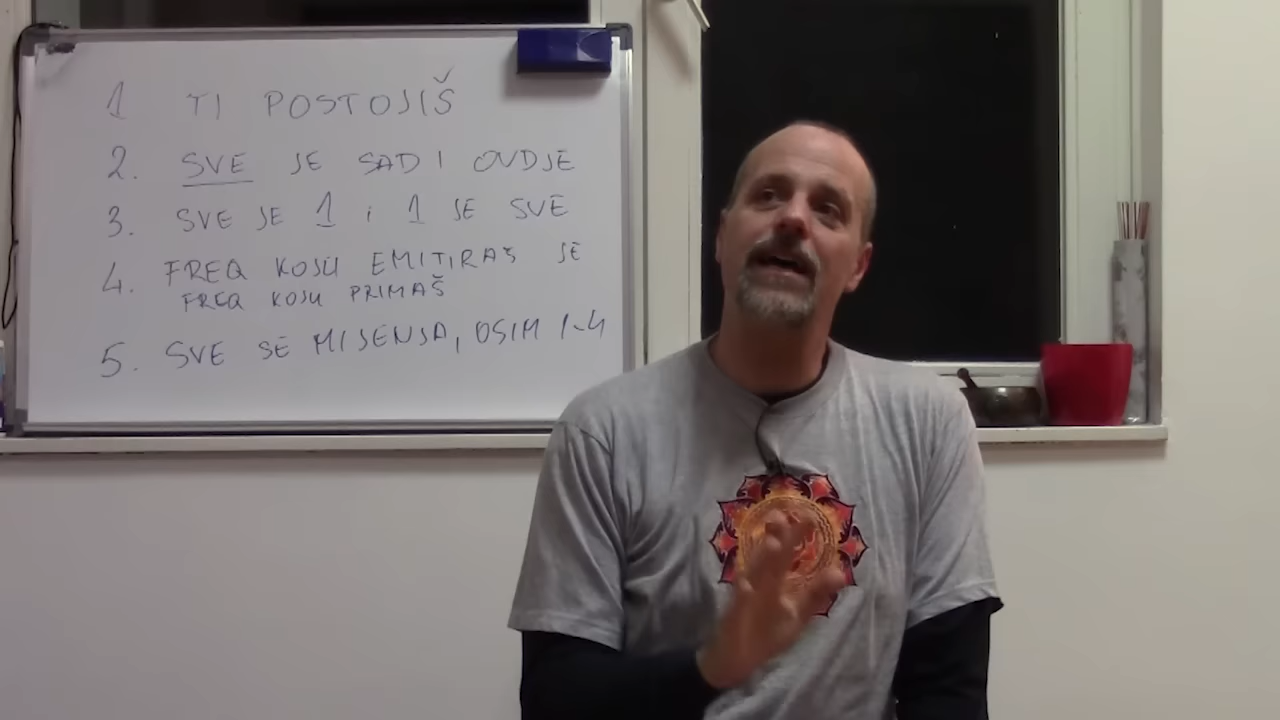 1 TI POSTOJIŠ
2. SVE JE SAD I OVDJE
3. SVE JE 1 i 1 JE SVE
4. FREQ KOJU EMITIRAŠ JE
FREQ KOJU PRIMAŠ
5. SVE SE MIJENJA, OSIM 1-4